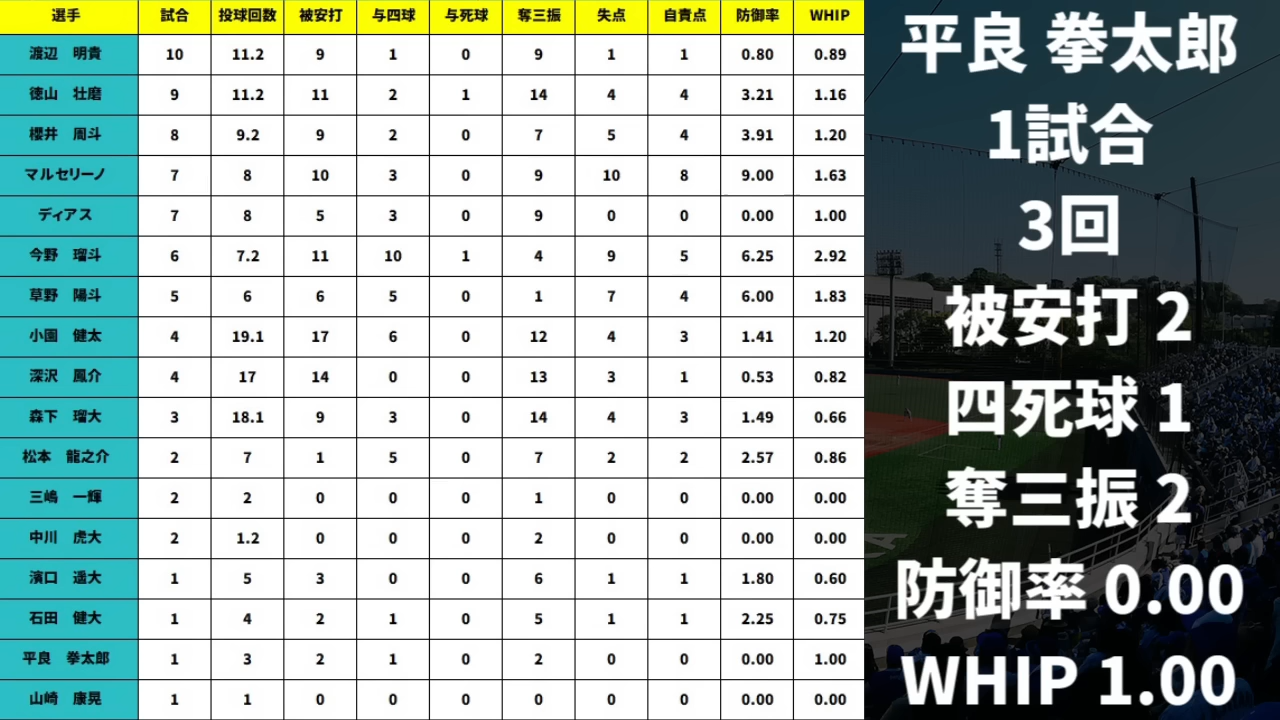 選手 試合 投球回数 被安打 与四球 与死球 奪三振 失点 自責点 防御率 WHIP
渡辺 明貴 10 11.2 9 1 0 9 1 1 0.80 0.89
徳山 壮磨 9 11.2 11 2 1 14 4 4 3.21 1.16
櫻井 周斗 8 9.2 9 2 0 7 5 4 3.91 1.20
マルセリーノ 7 8 10 3 0 9 10 8 9.00 1.63
ディアス 7 8 5 3 0 9 0 0 0.00 1.00
今野 瑠斗 6 7.2 11 10 1 4 9 5 6.25 2.92
草野 陽斗 5 6 6 5 0 1 7 4 6.00 1.83
小園 健太 4 19.1 17 6 0 12 4 3 1.41 1.20
深沢 鳳介 4 17 14 0 0 13 3 1 0.53 0.82
森下 瑠大 3 18.1 9 3 0 14 4 3 1.49 0.66
松本 龍之介 2 7 1 5 0 7 2 2 2.57 0.86
三嶋 一輝 2 2 0 0 0 1 0 0 0.00 0.00
中川 虎大 2 1.2 0 0 0 2 0 0 0.00 0.00
濱口 遥大 1 5 3 0 0 6 1 1 1.80 0.60
石田 健大 1 4 2 1 0 5 1 1 2.25 0.75
平良 拳太郎 1 3 2 1 0 2 0 0 0.00 1.00
山崎 康晃 1 1 0 0 0 0 0 0 0.00 0.00
平良 拳太郎
1試合
3回
被安打 2
四死球 1
奪三振 2
防御率 0.00
WHIP 1.00